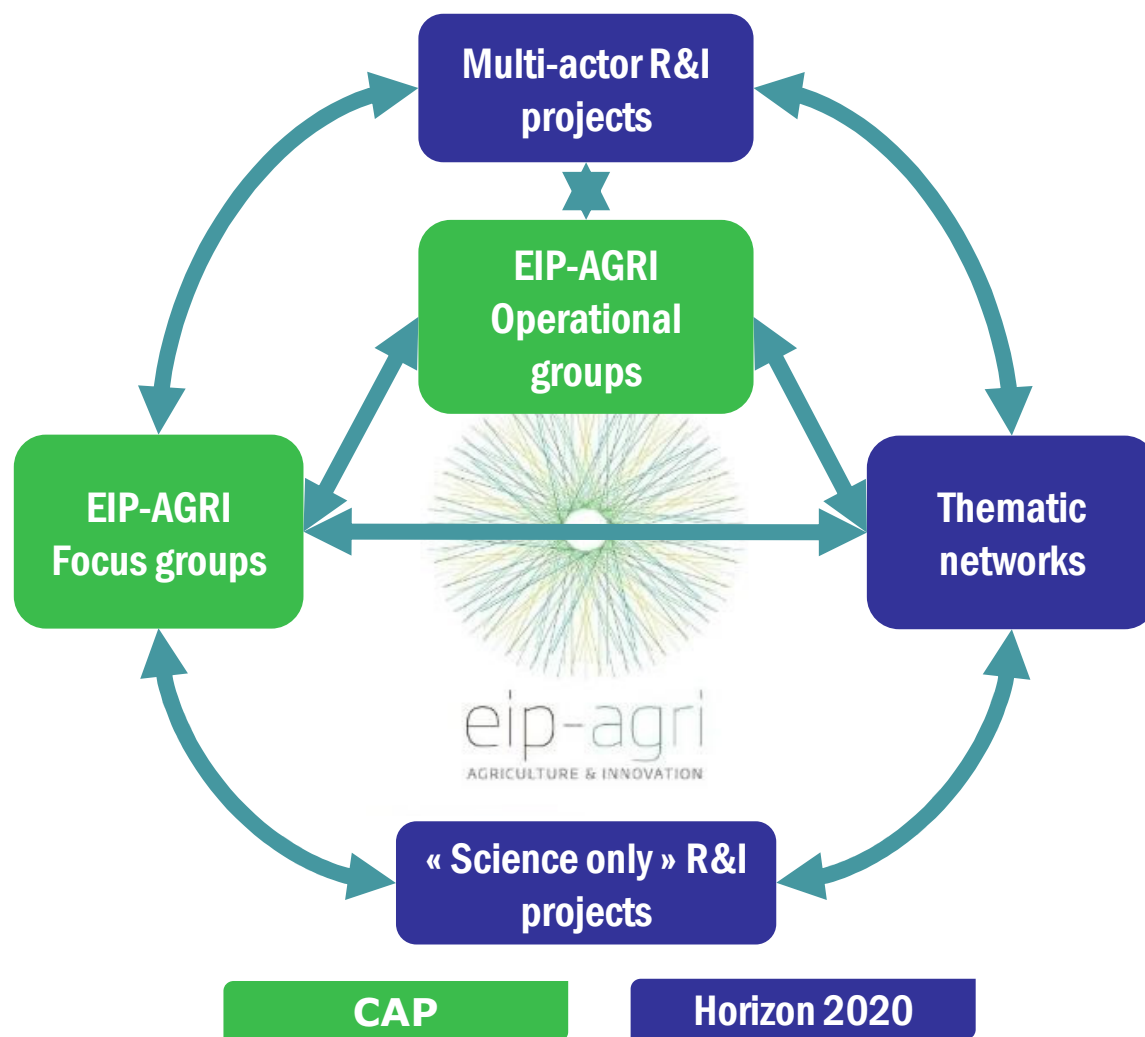 Multi-actor R&I
projects
EIP-AGRI
Operational
groups
EIP-AGRI
Focus groups
Thematic
networks
eip-agri
AGRICULTURE & INNOVATION
« Science only » R&I
projects
CAP
Horizon 2020